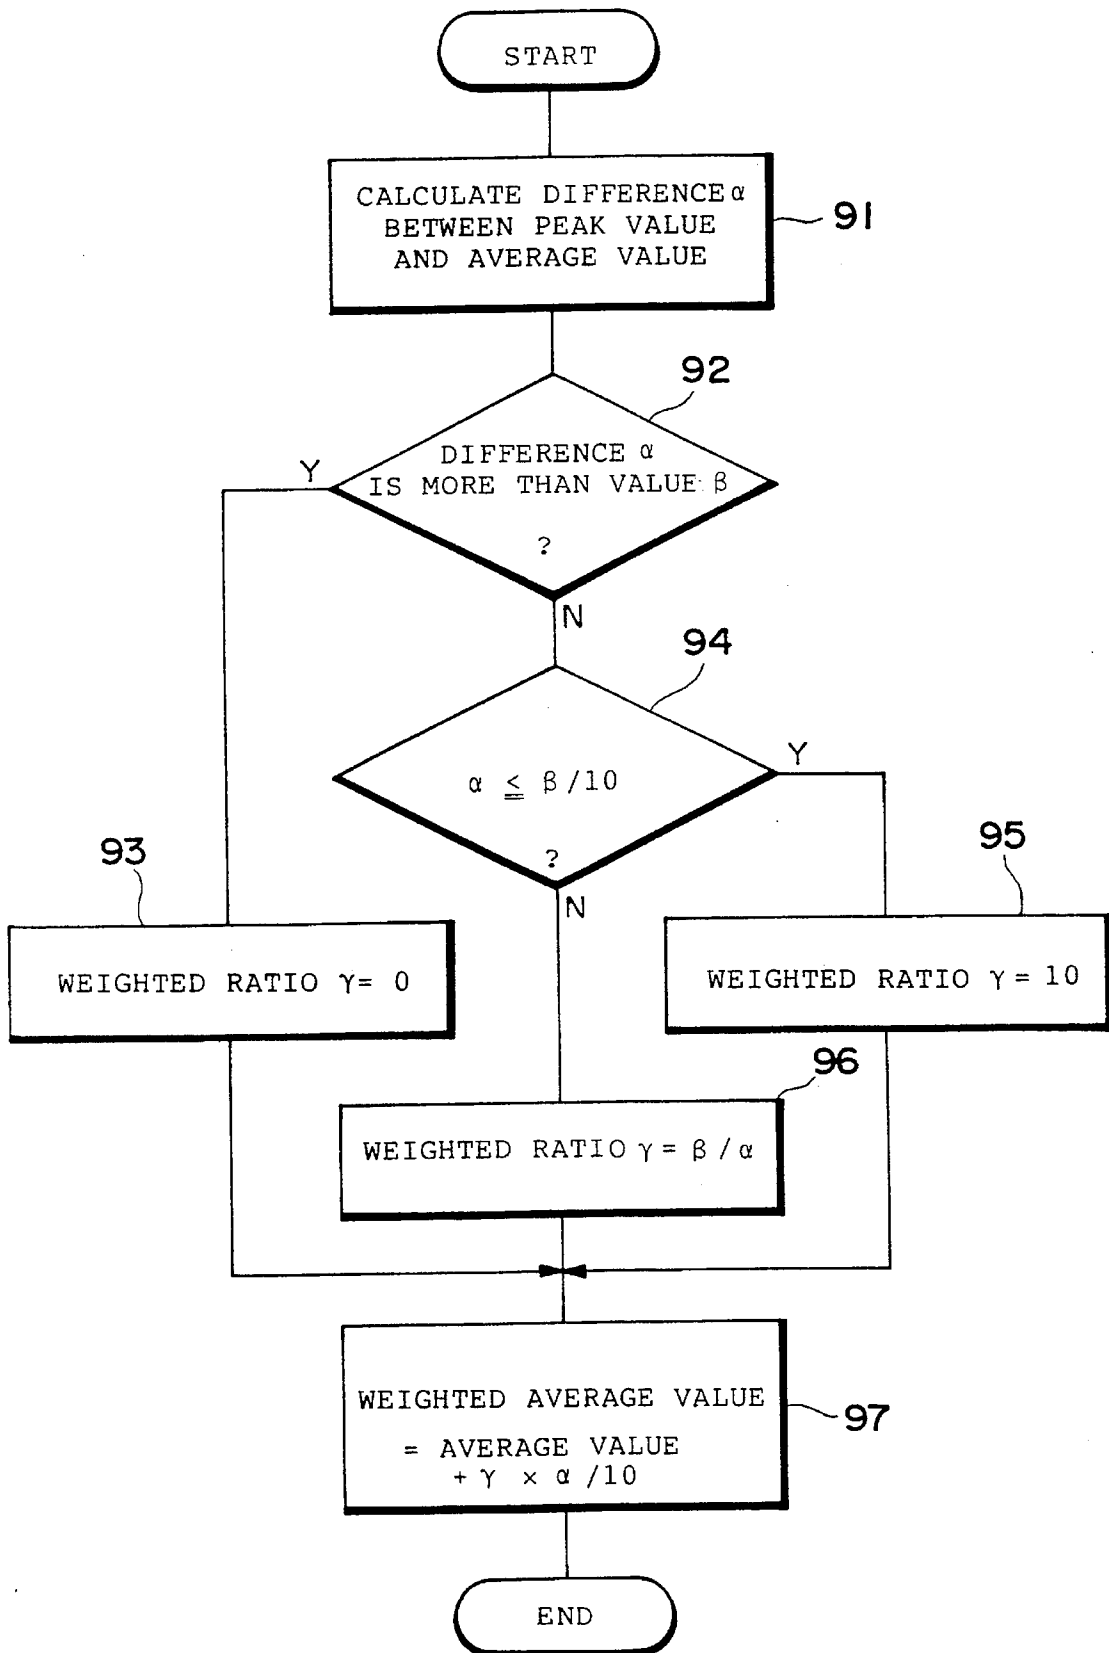 START
CALCULATE DIFFERENCE α
BETWEEN PEAK VALUE
AND AVERAGE VALUE
91
92
DIFFERENCE α
IS MORE THAN VALUE β
?
Y
N
94
α ≦ β/10
?
Y
N
93
WEIGHTED RATIO γ= 0
95
WEIGHTED RATIO γ = 10
96
WEIGHTED RATIO γ = β / α
WEIGHTED AVERAGE VALUE
= AVERAGE VALUE
+ γ × α /10
97
END